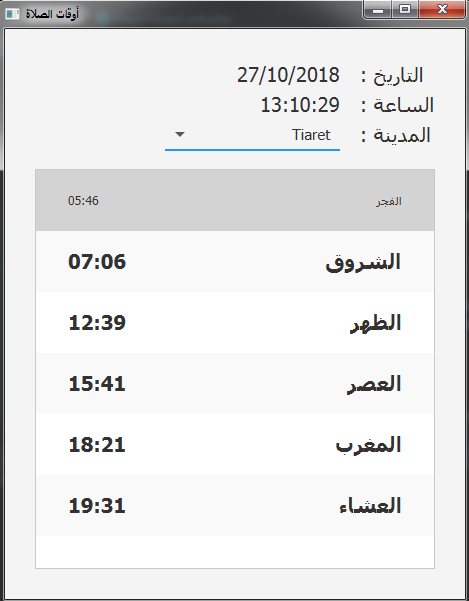 أوقات الصلاة
التاريخ : 27/10/2018
الساعة : 13:10:29
المدينة : Tiaret
الفجر 05:46
الشروق 07:06
الظهر 12:39
العصر 15:41
المغرب 18:21
العشاء 19:31